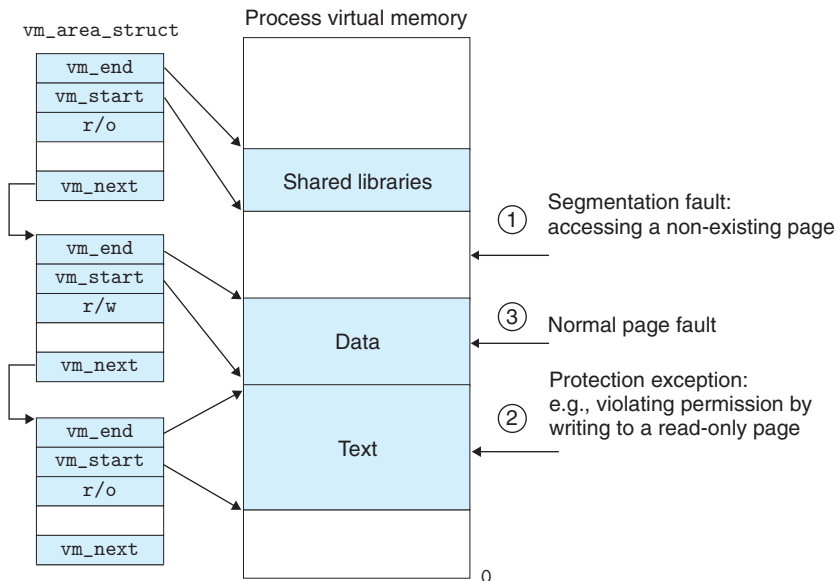 Process virtual memory
vm_area_struct
vm_end
vm_start
r/o
vm_next
vm_end
vm_start
r/w
vm_next
vm_end
vm_start
r/o
vm_next
Shared libraries
Data
Text
0
1
Segmentation fault:
accessing a non-existing page
3
Normal page fault
2
Protection exception:
e.g., violating permission by
writing to a read-only page